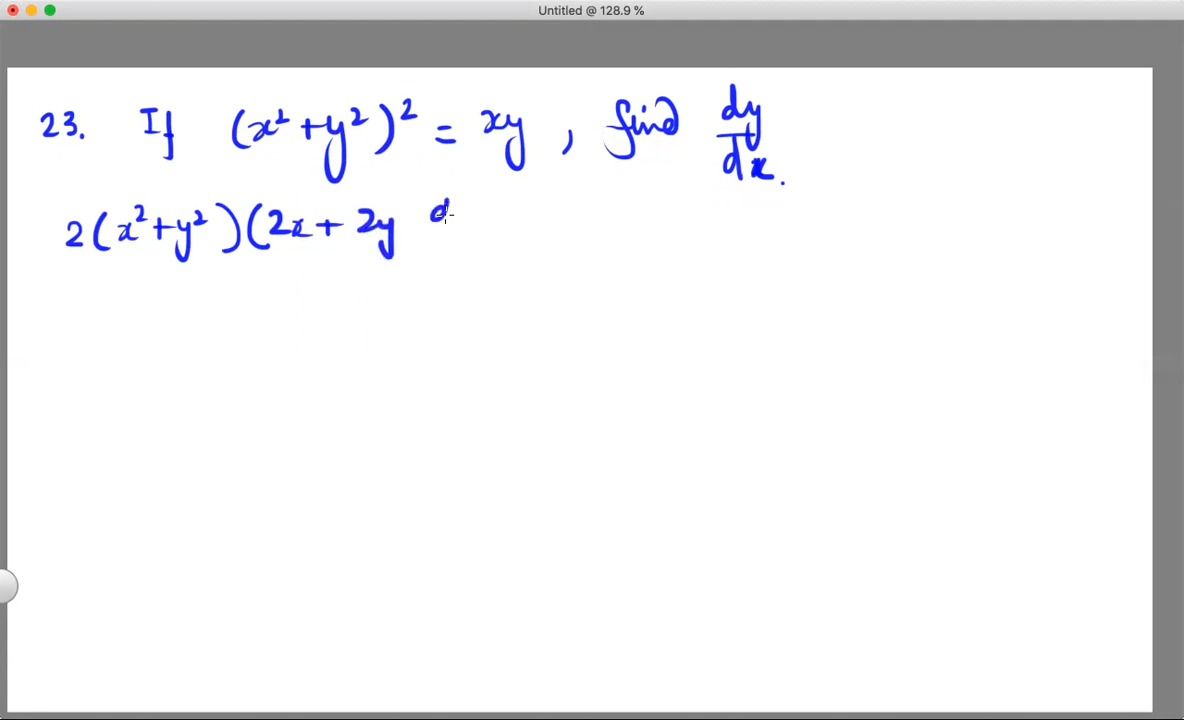 Untitled @ 128.9 %
23. If (x²+y²)² = xy, find dy/dx.
2(x²+y²)(2x+2y d